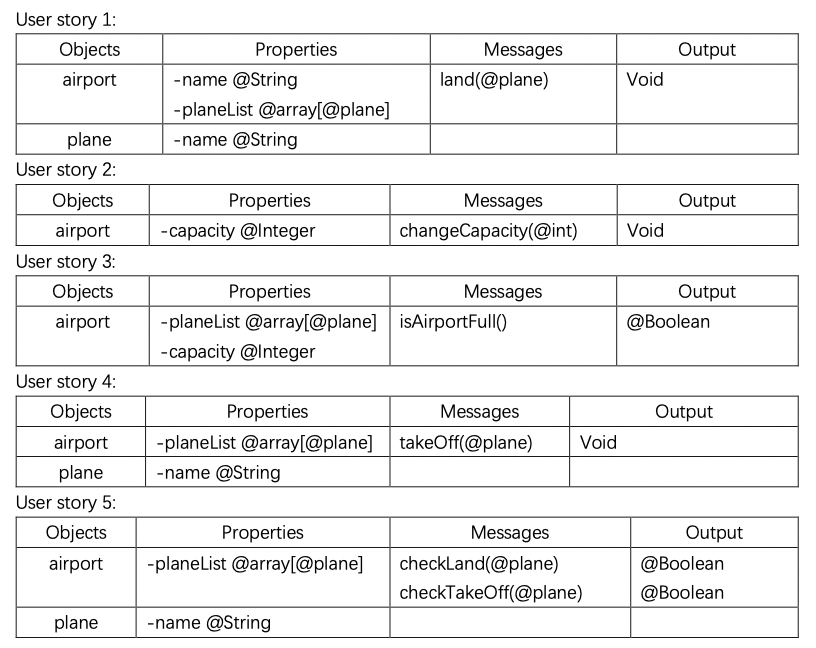 User story 1:
Objects Properties Messages Output
airport -name @String land(@plane) Void
-planeList @array[@plane]
plane -name @String
User story 2:
Objects Properties Messages Output
airport -capacity @Integer changeCapacity(@int) Void
User story 3:
Objects Properties Messages Output
airport -planeList @array[@plane] isAirportFull() @Boolean
-capacity @Integer
User story 4:
Objects Properties Messages Output
airport -planeList @array[@plane] takeOff(@plane) Void
plane -name @String
User story 5:
Objects Properties Messages Output
airport -planeList @array[@plane] checkLand(@plane) @Boolean
checkTakeOff(@plane) @Boolean
plane -name @String